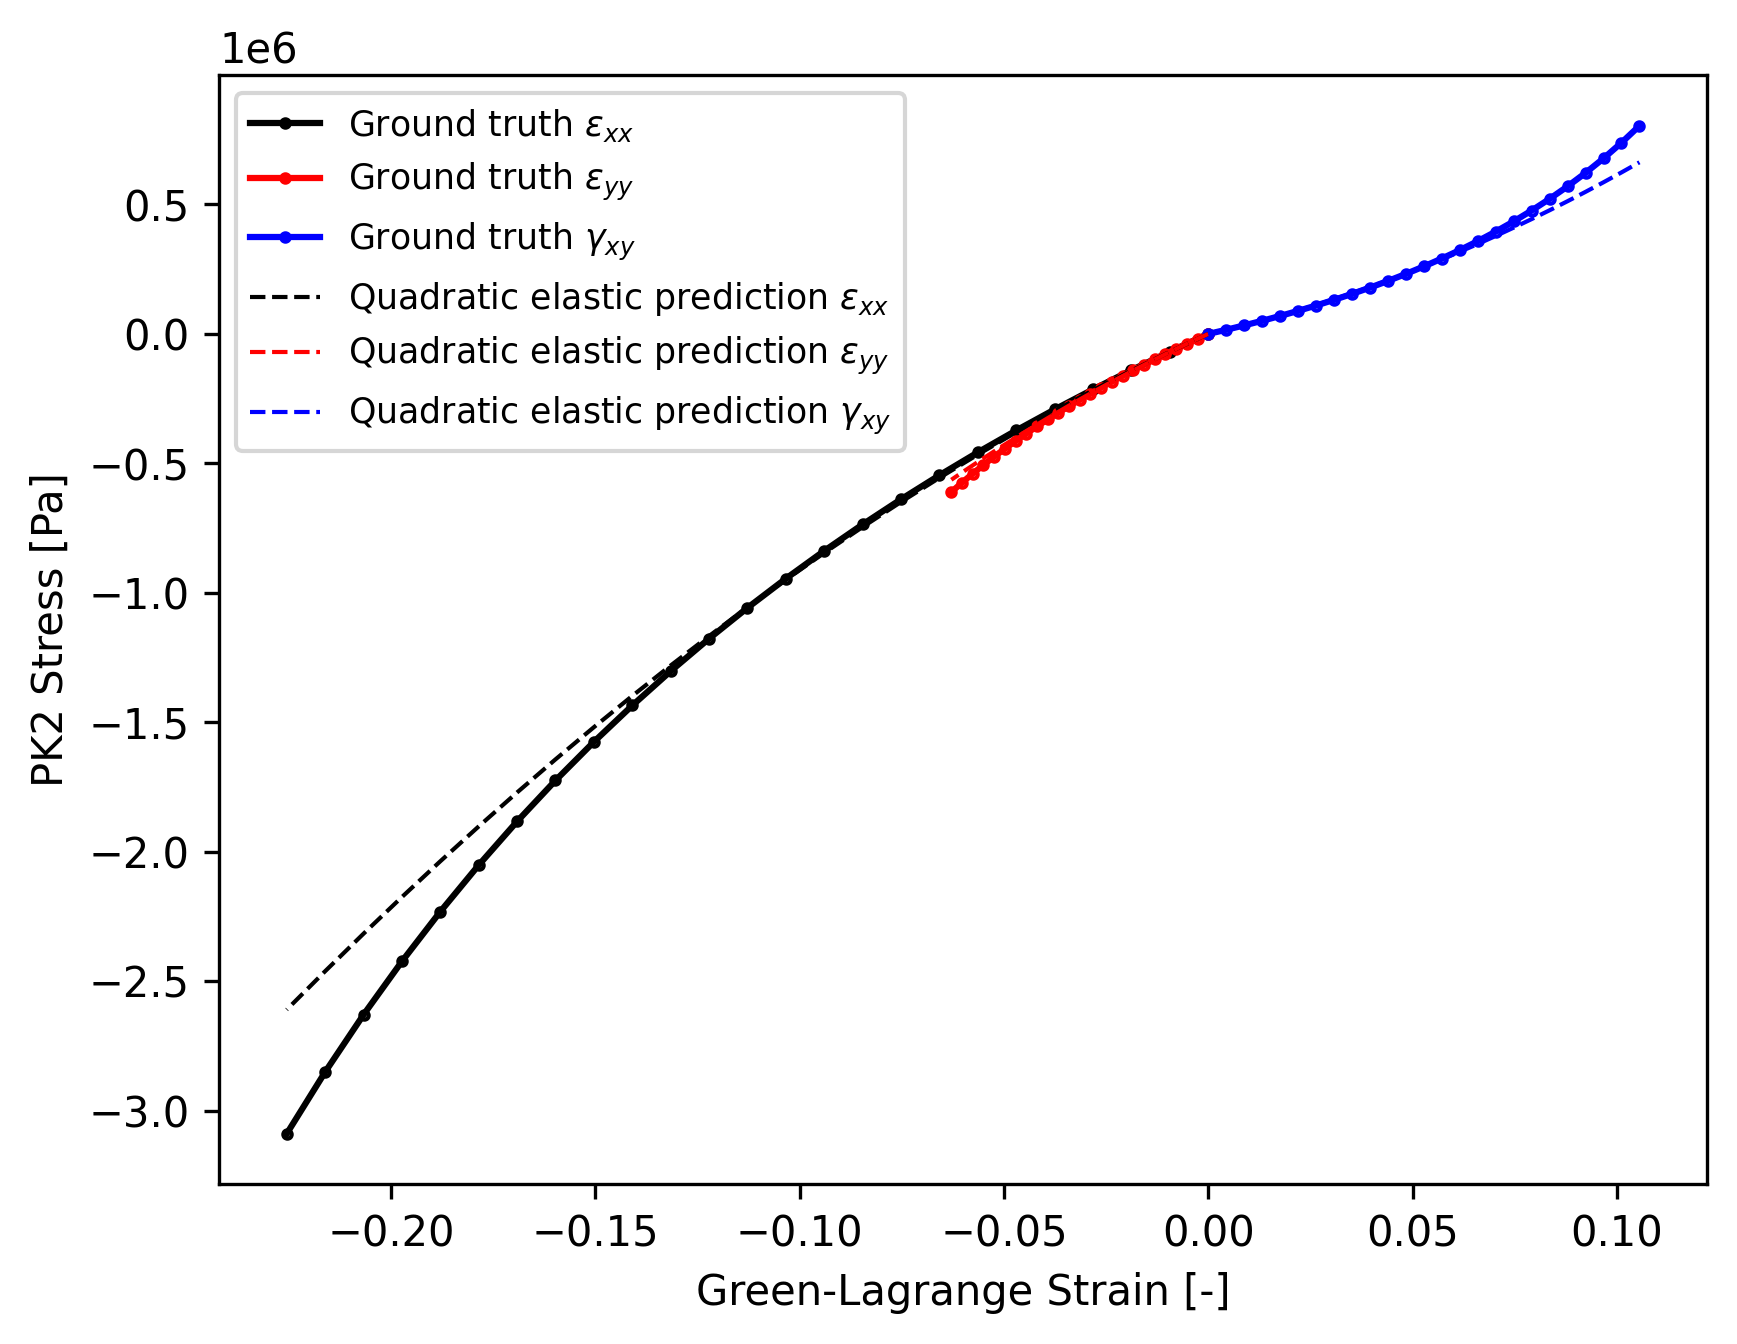 1e6
Ground truth εxx
Ground truth εyy
Ground truth γxy
Quadratic elastic prediction εxx
Quadratic elastic prediction εyy
Quadratic elastic prediction γxy
0.5
0.0
−0.5
−1.0
−1.5
−2.0
−2.5
−3.0
PK2 Stress [Pa]
−0.20 −0.15 −0.10 −0.05 0.00 0.05 0.10
Green-Lagrange Strain [-]